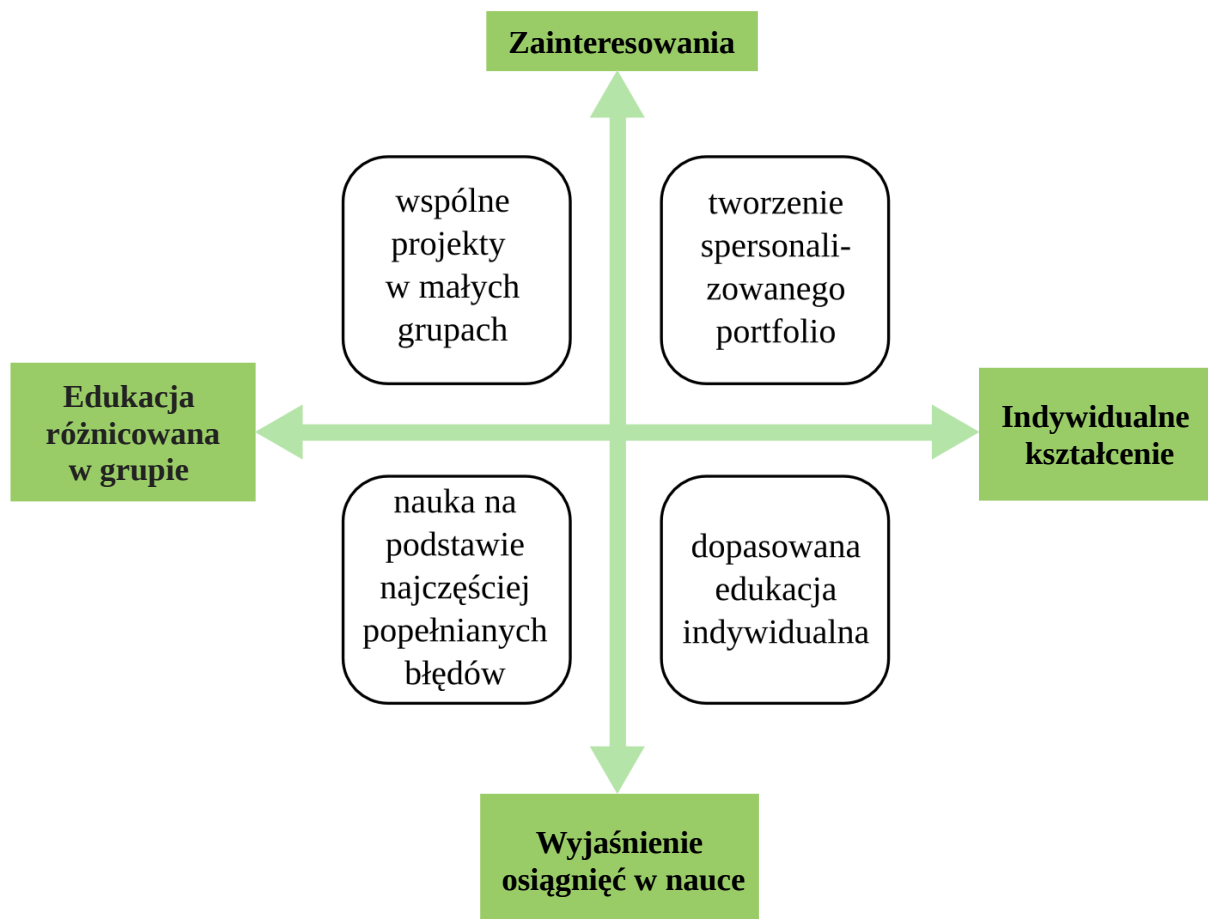 Zainteresowania
wspólne
projekty
w małych
grupach
tworzenie
spersonali-
zowanego
portfolio
Edukacja
różnicowana
w grupie
Indywidualne
kształcenie
nauka na
podstawie
najczęściej
popełnianych
błędów
dopasowana
edukacja
indywidualna
Wyjaśnienie
osiągnięć w nauce